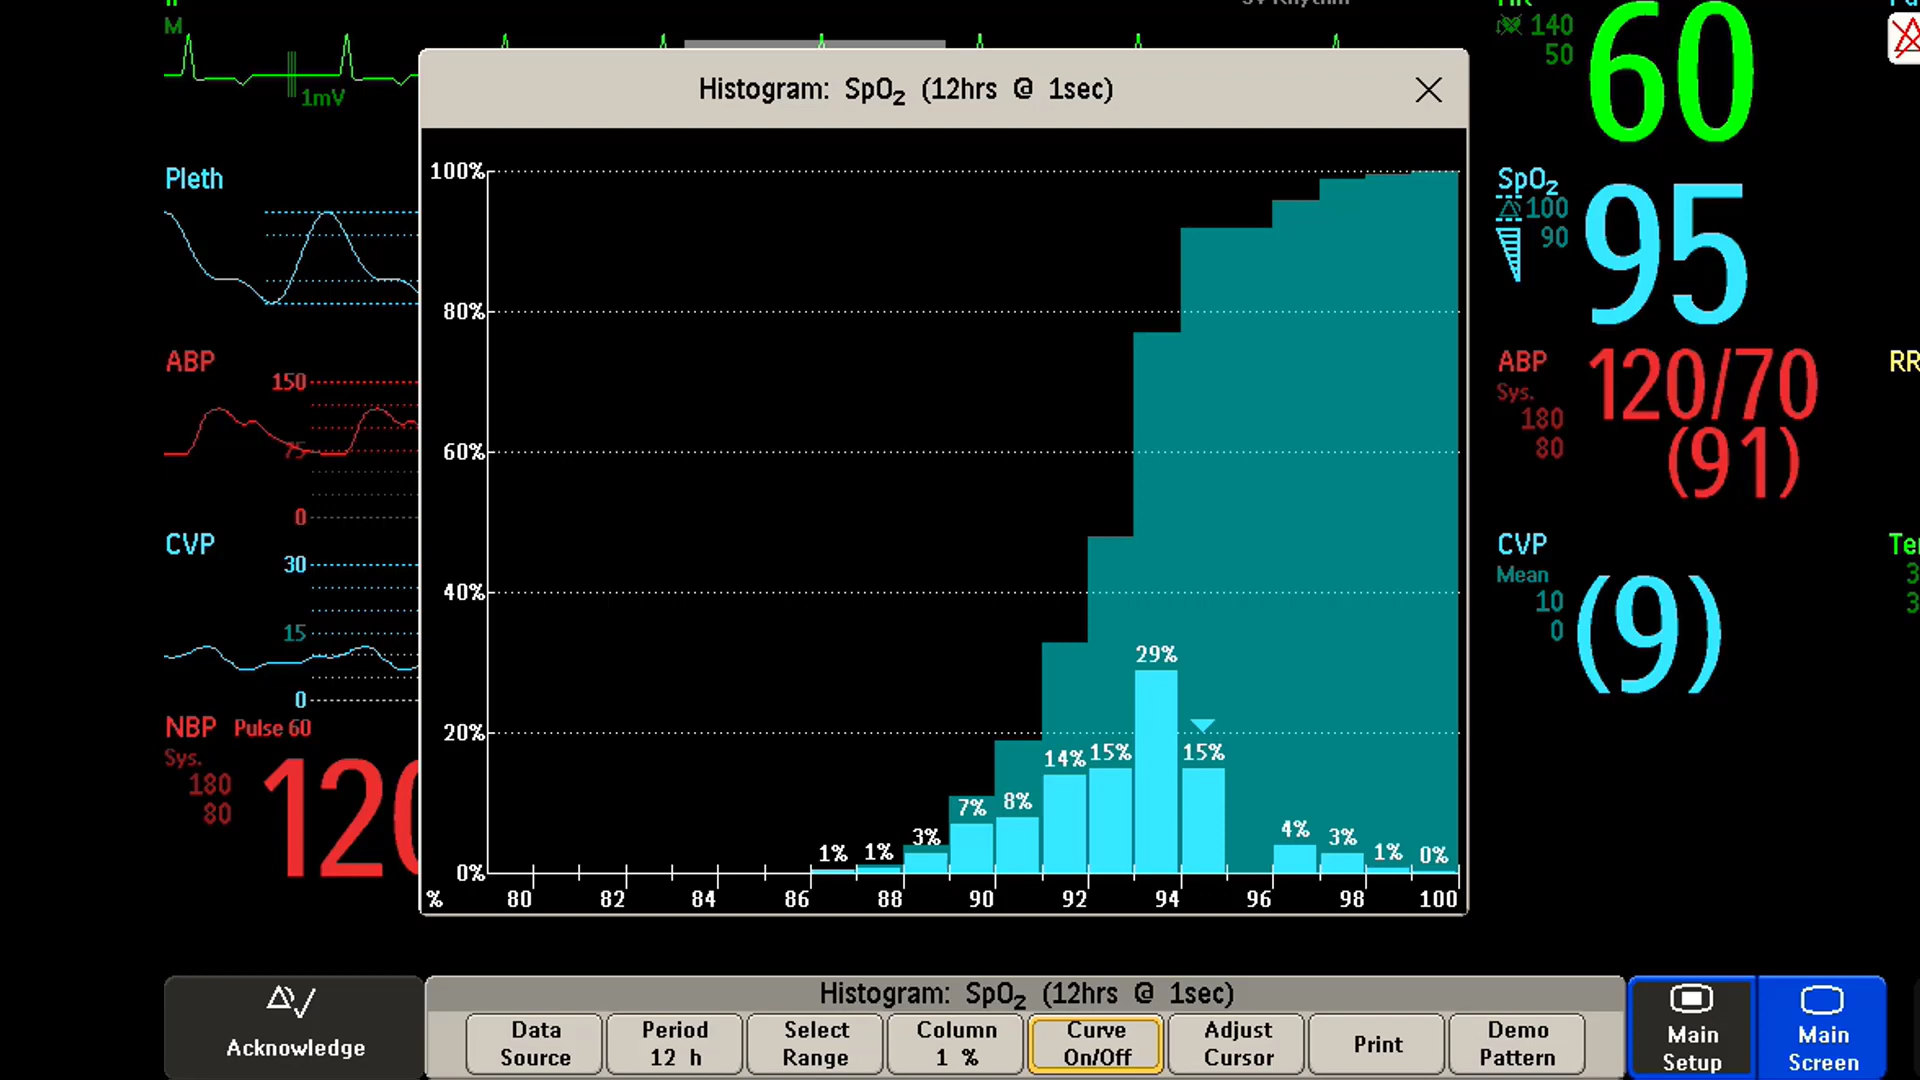 M
1mV
Histogram: SpO₂ (12hrs @ 1sec)
HR
140
50
60
Pleth
100%
80%
60%
40%
20%
0%
1%
1%
3%
7%
8%
14%
15%
29%
15%
4%
3%
1%
0%
%
80
82
84
86
88
90
92
94
96
98
100
SpO₂
100
90
95
ABP
150
75
0
ABP
Sys.
180
80
120/70
(91)
RR
CVP
30
15
0
CVP
Mean
10
0
(9)
NBP Pulse 60
Sys.
180
80
120
Acknowledge
Histogram: SpO₂ (12hrs @ 1sec)
Data
Source
Period
12 h
Select
Range
Column
1 %
Curve
On/Off
Adjust
Cursor
Print
Demo
Pattern
Main
Setup
Main
Screen